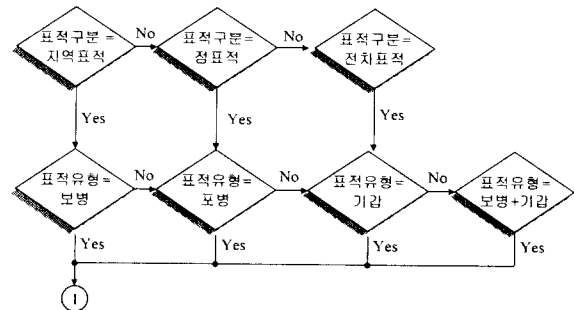 표적구분 =
지역표적
No
표적구분 =
점표적
No
표적구분 =
전차표적
Yes
Yes
Yes
표적유형=
보병
No
표적유형=
포병
No
표적유형=
기갑
No
표적유형=
보병+기갑
Yes
Yes
Yes
Yes
1